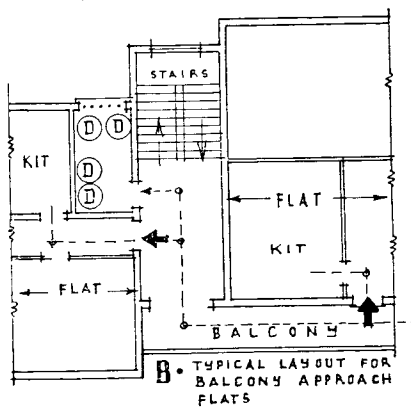 STAIRS
D D
KIT
D
D
FLAT
KIT
FLAT
BALCONY
B. TYPICAL LAYOUT FOR
BALCONY APPROACH
FLATS